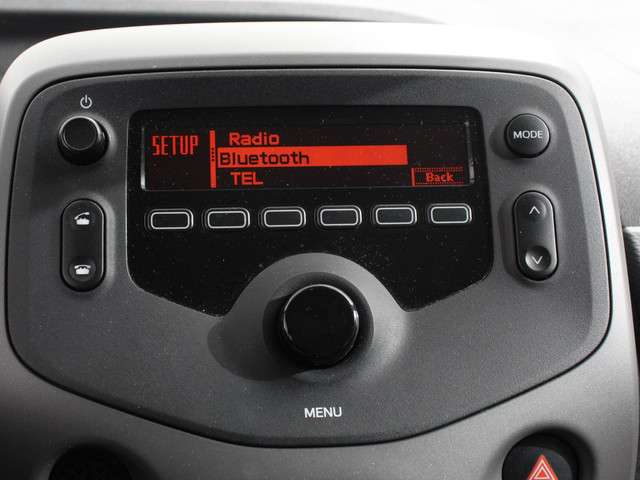 SETUP
Radio
Bluetooth
TEL
Back
MODE
MENU